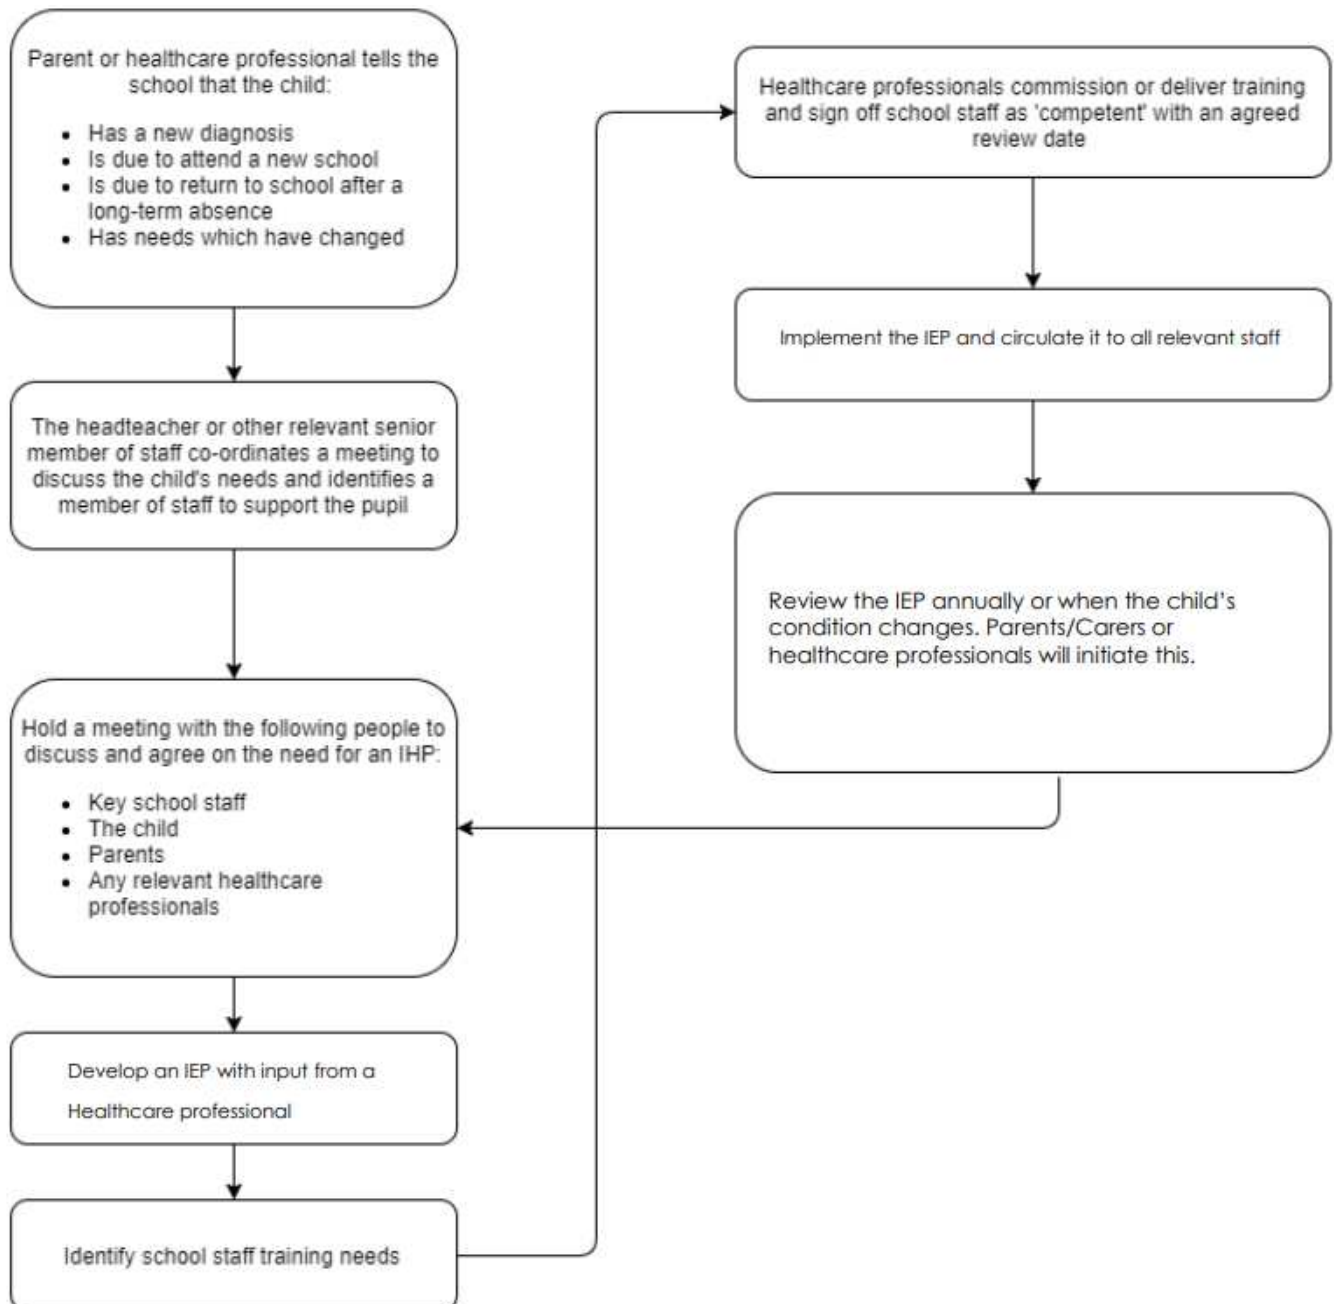 Parent or healthcare professional tells the
school that the child:
• Has a new diagnosis
• Is due to attend a new school
• Is due to return to school after a
long-term absence
• Has needs which have changed
The headteacher or other relevant senior
member of staff co-ordinates a meeting to
discuss the child's needs and identifies a
member of staff to support the pupil
Hold a meeting with the following people to
discuss and agree on the need for an IHP:
• Key school staff
• The child
• Parents
• Any relevant healthcare
professionals
Develop an IEP with input from a
Healthcare professional
Identify school staff training needs
Healthcare professionals commission or deliver training
and sign off school staff as 'competent' with an agreed
review date
Implement the IEP and circulate it to all relevant staff
Review the IEP annually or when the child's
condition changes. Parents/Carers or
healthcare professionals will initiate this.